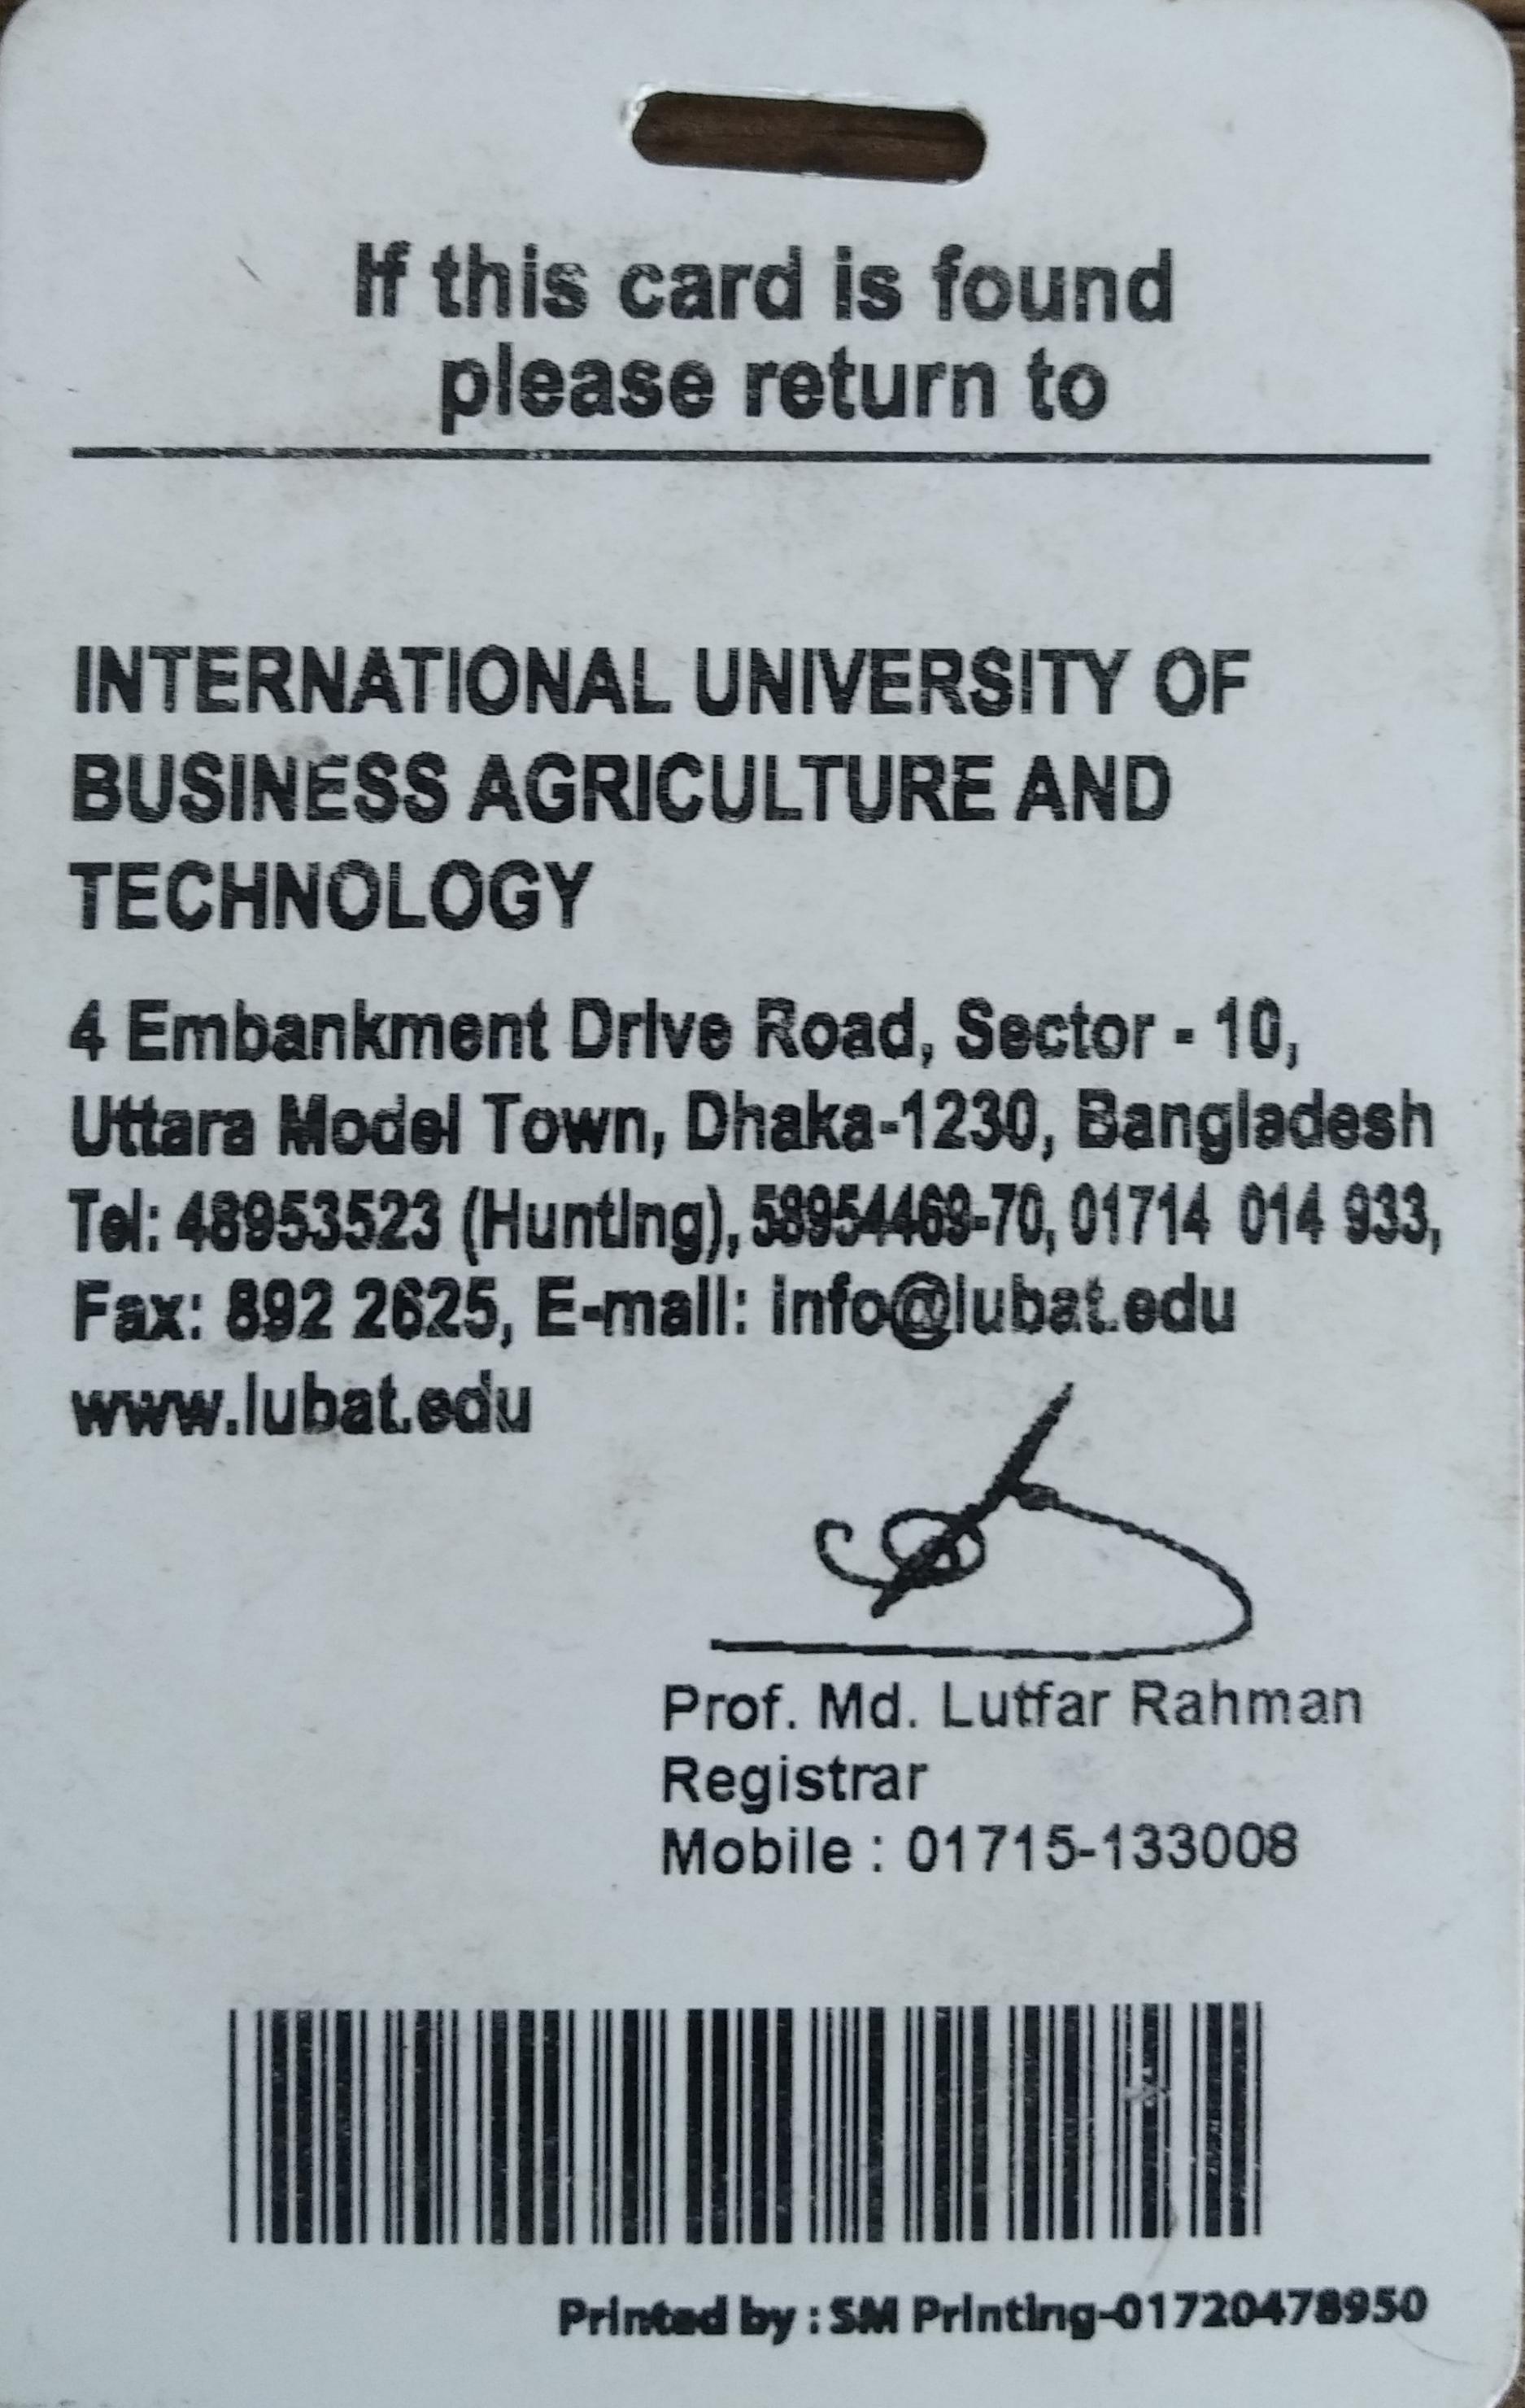 If this card is found
please return to
INTERNATIONAL UNIVERSITY OF
BUSINESS AGRICULTURE AND
TECHNOLOGY
4 Embankment Drive Road, Sector - 10,
Uttara Model Town, Dhaka-1230, Bangladesh
Tel: 48953523 (Hunting), 58954469-70, 01714 014 933,
Fax: 892 2625, E-mail: info@iubat.edu
www.iubat.edu
Prof. Md. Lutfar Rahman
Registrar
Mobile : 01715-133008
Printed by : SM Printing-01720478950